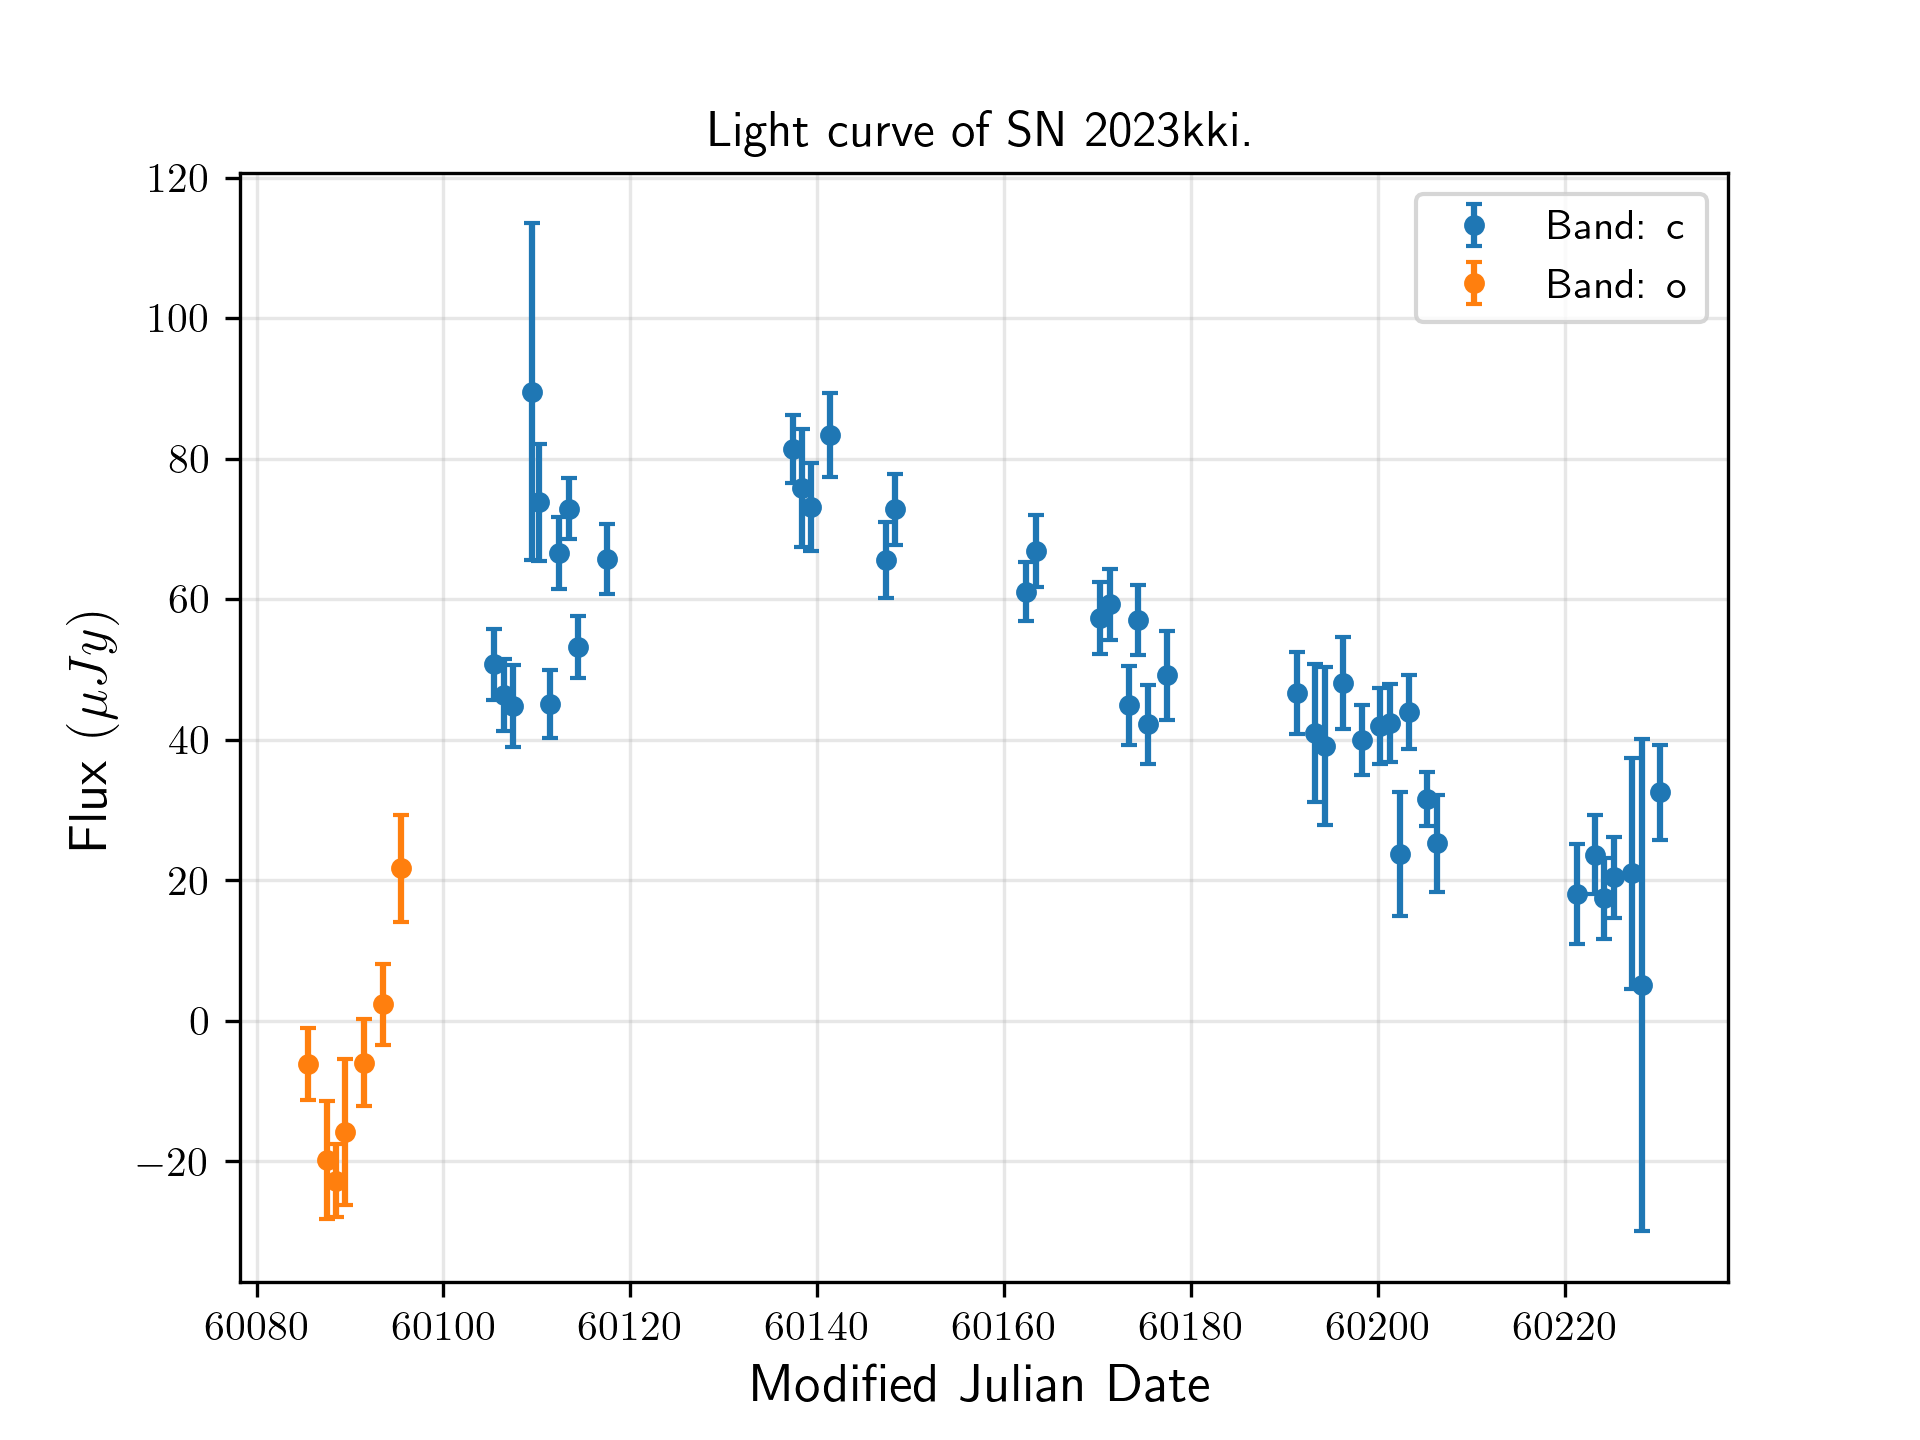 Light curve of SN 2023kki.
Band: c
Band: o
120
100
80
60
40
20
0
−20
Flux (μJy)
60080 60100 60120 60140 60160 60180 60200 60220
Modified Julian Date